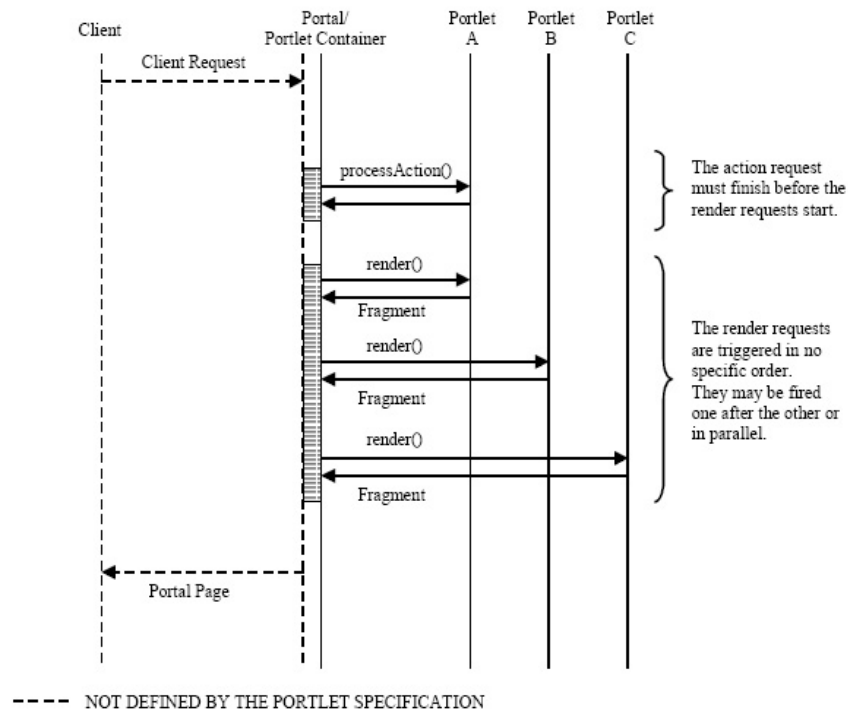 Client
Portal/
Portlet Container
Portlet
A
Portlet
B
Portlet
C
Client Request
processAction()
The action request
must finish before the
render requests start.
render()
Fragment
render()
Fragment
render()
Fragment
The render requests
are triggered in no
specific order.
They may be fired
one after the other or
in parallel.
Portal Page
NOT DEFINED BY THE PORTLET SPECIFICATION